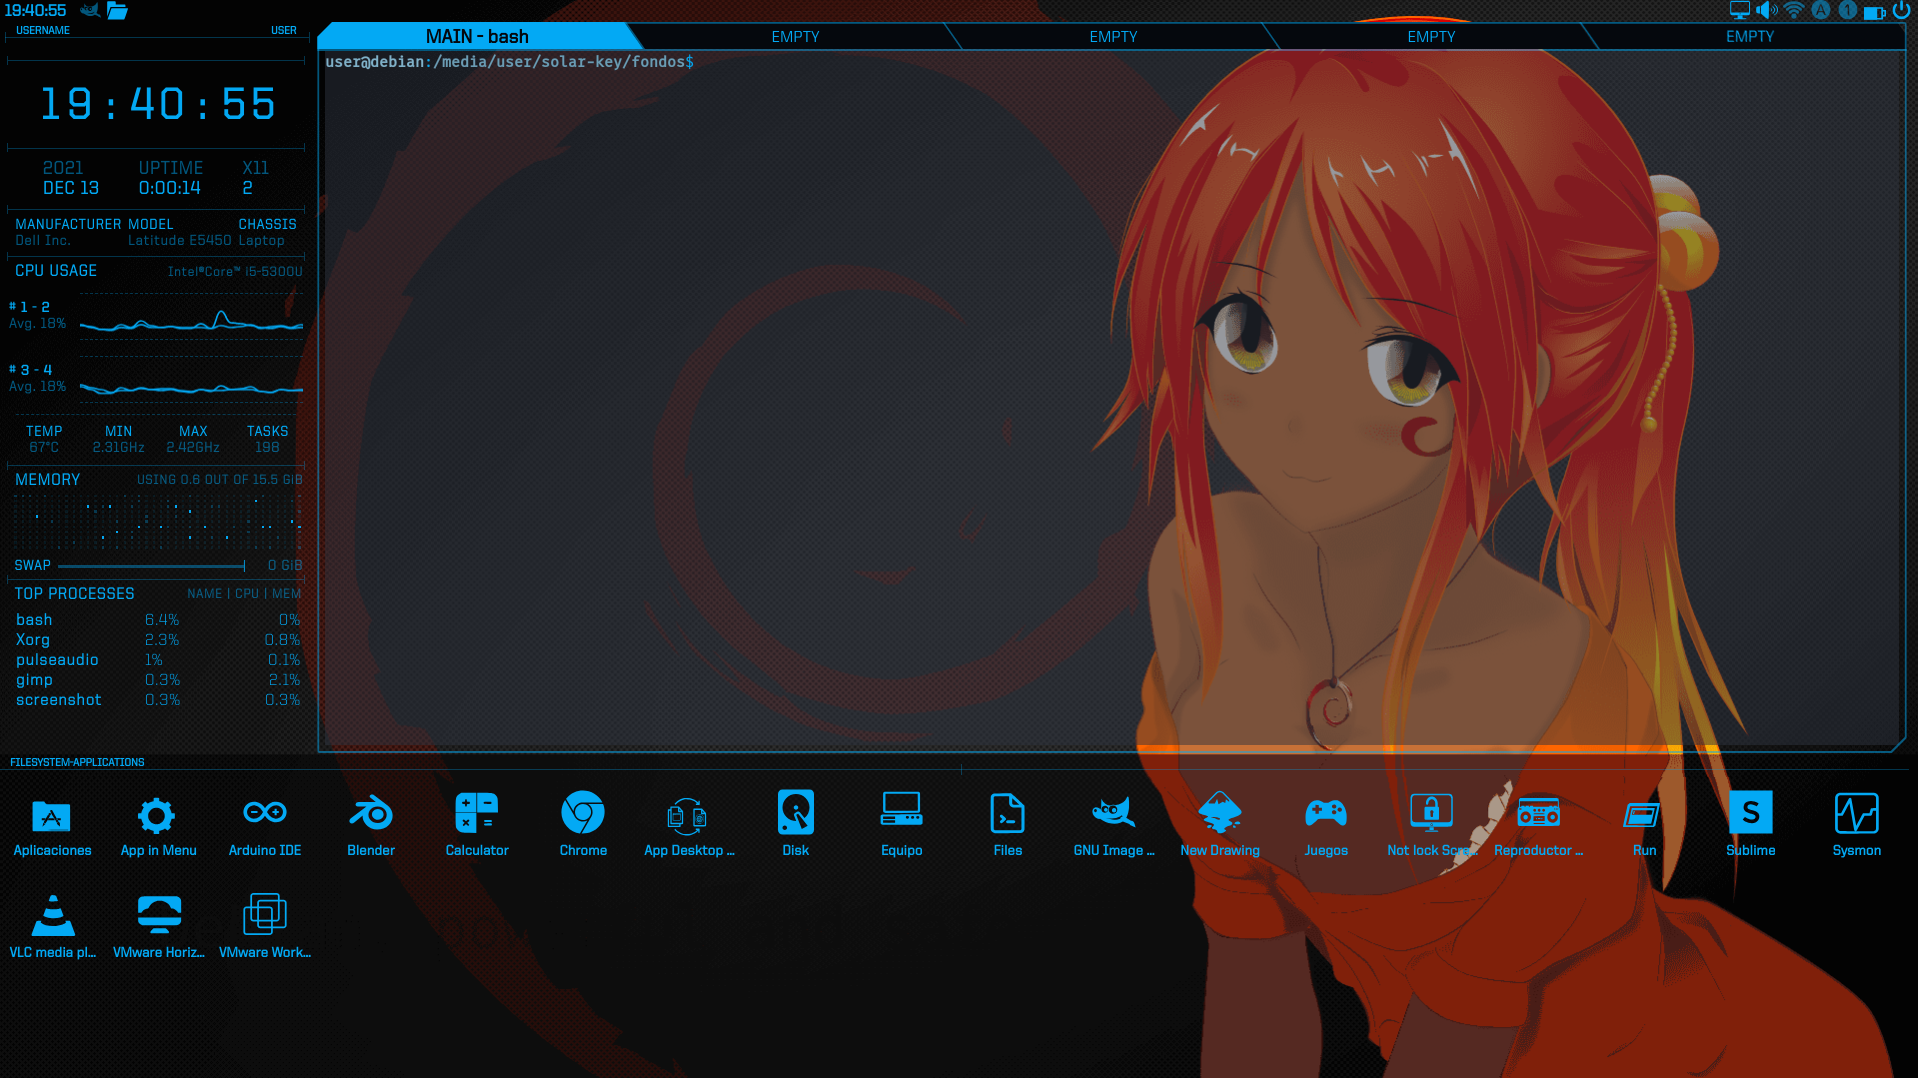 19:40:55
USERNAME USER
MAIN - bash EMPTY EMPTY EMPTY EMPTY
user@debian:/media/user/solar-key/fondos$
19:40:55
2021 UPTIME X11
DEC 13 0:00:14 2
MANUFACTURER MODEL CHASSIS
Dell Inc. Latitude E5450 Laptop
CPU USAGE Intel®Core™ i5-5300U
# 1 - 2
Avg. 18%
# 3 - 4
Avg. 18%
TEMP MIN MAX TASKS
67°C 2.31GHz 2.42GHz 198
MEMORY USING 0.6 OUT OF 15.5 GiB
SWAP 0 GiB
TOP PROCESSES NAME | CPU | MEM
bash 6.4% 0%
Xorg 2.3% 0.8%
pulseaudio 1% 0.1%
gimp 0.3% 2.1%
screenshot 0.3% 0.3%
FILESYSTEM-APPLICATIONS
Aplicaciones App in Menu Arduino IDE Blender Calculator Chrome App Desktop ... Disk Equipo Files GNU Image ... New Drawing Juegos Not lock Scre... Reproductor ... Run Sublime Sysmon
VLC media pl... VMware Horiz... VMware Work...